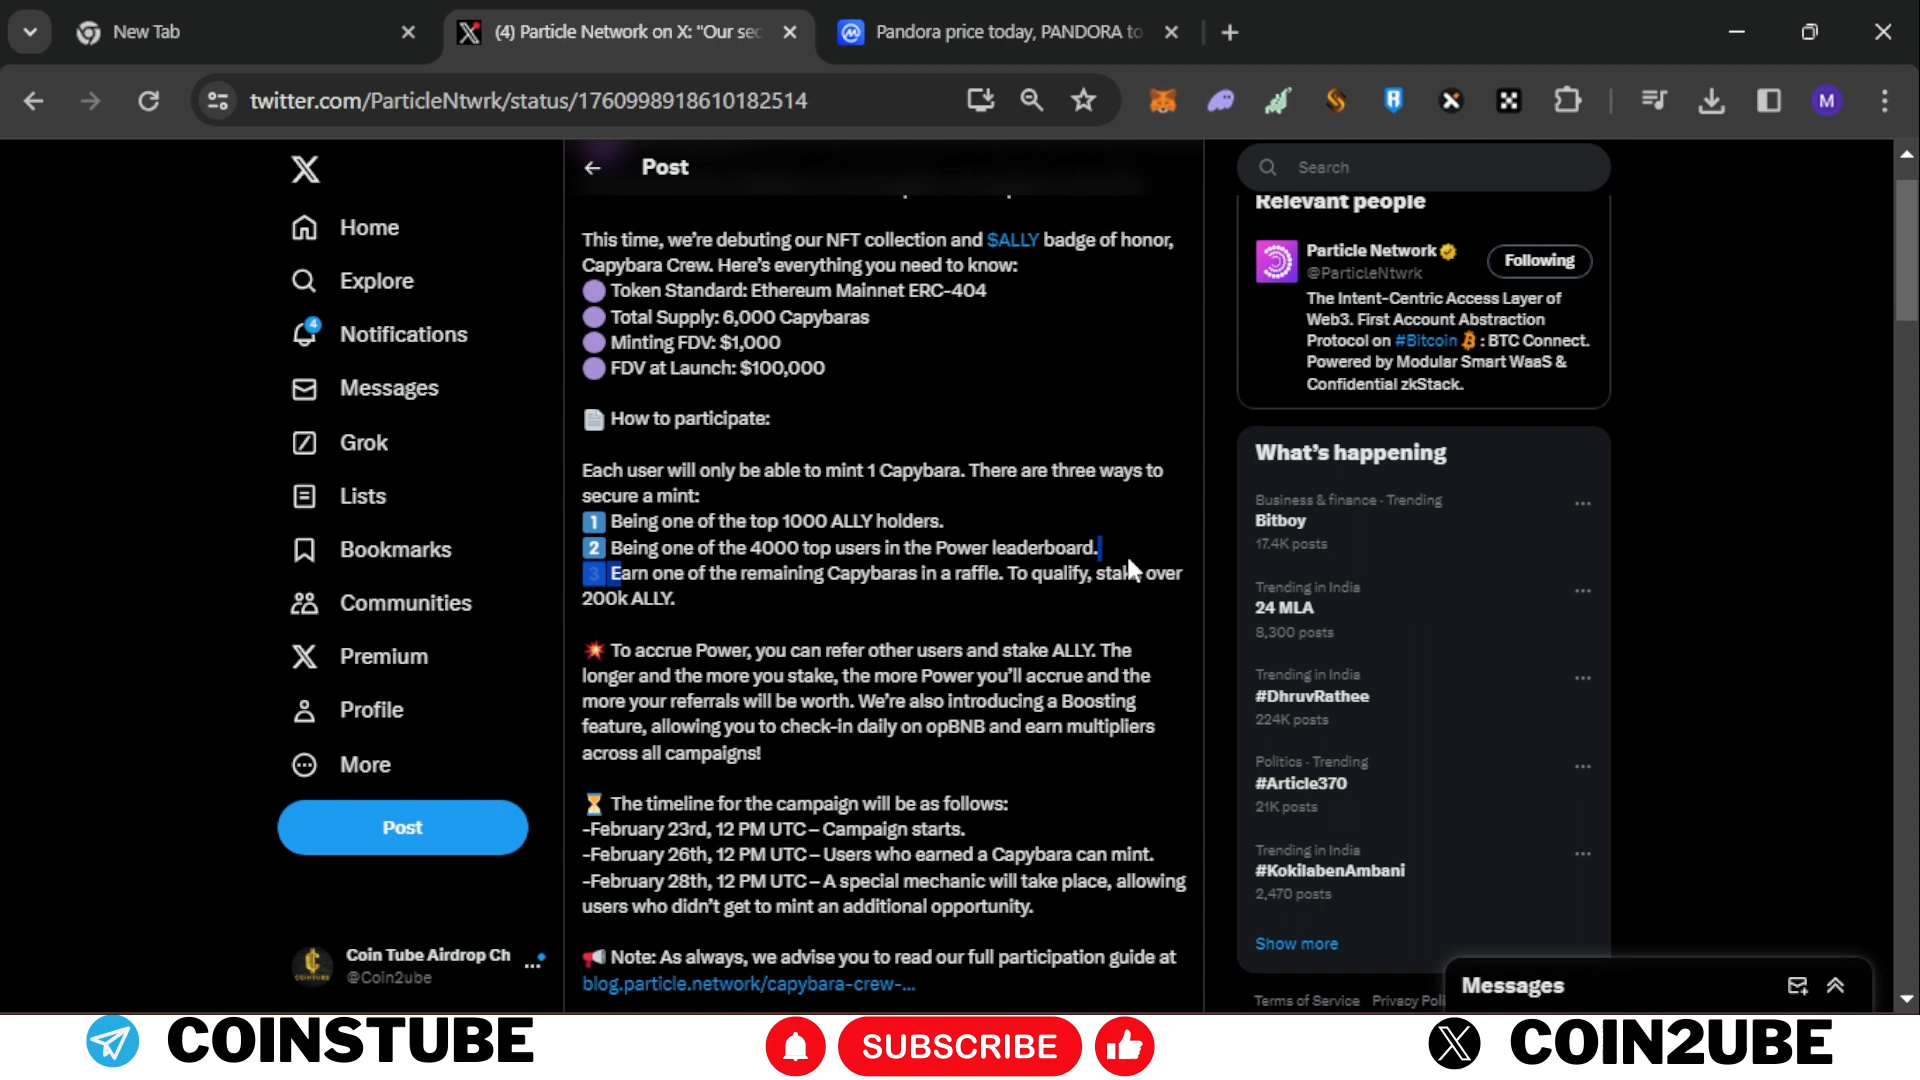 New Tab
(4) Particle Network on X: "Our sec
Pandora price today, PANDORA to
twitter.com/ParticleNtwrk/status/1760998918610182514
M
Home
Explore
4
Notifications
Messages
Grok
Lists
Bookmarks
Communities
Premium
Profile
More
Post
Coin Tube Airdrop Ch
@Coin2ube
Post
This time, we're debuting our NFT collection and $ALLY badge of honor,
Capybara Crew. Here's everything you need to know:
Token Standard: Ethereum Mainnet ERC-404
Total Supply: 6,000 Capybaras
Minting FDV: $1,000
FDV at Launch: $100,000
How to participate:
Each user will only be able to mint 1 Capybara. There are three ways to
secure a mint:
1 Being one of the top 1000 ALLY holders.
2 Being one of the 4000 top users in the Power leaderboard.
3 Earn one of the remaining Capybaras in a raffle. To qualify, stake over
200k ALLY.
To accrue Power, you can refer other users and stake ALLY. The
longer and the more you stake, the more Power you'll accrue and the
more your referrals will be worth. We're also introducing a Boosting
feature, allowing you to check-in daily on opBNB and earn multipliers
across all campaigns!
The timeline for the campaign will be as follows:
-February 23rd, 12 PM UTC – Campaign starts.
-February 26th, 12 PM UTC – Users who earned a Capybara can mint.
-February 28th, 12 PM UTC – A special mechanic will take place, allowing
users who didn't get to mint an additional opportunity.
Note: As always, we advise you to read our full participation guide at
blog.particle.network/capybara-crew-...
Search
Relevant people
Particle Network
@ParticleNtwrk
Following
The Intent-Centric Access Layer of
Web3. First Account Abstraction
Protocol on #Bitcoin : BTC Connect.
Powered by Modular Smart WaaS &
Confidential zkStack.
What's happening
Business & finance · Trending
Bitboy
17.4K posts
Trending in India
24 MLA
8,300 posts
Trending in India
#DhruvRathee
224K posts
Politics · Trending
#Article370
21K posts
Trending in India
#KokilabenAmbani
2,470 posts
Show more
Terms of Service Privacy Poli
Messages
COINSTUBE
SUBSCRIBE
COIN2UBE